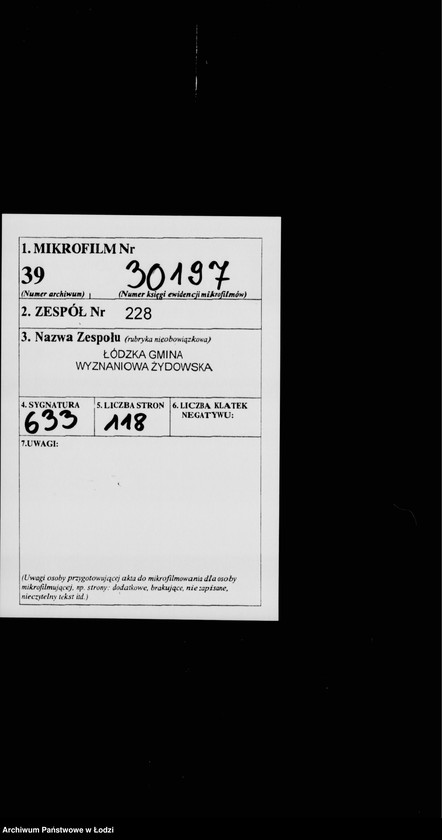 1. MIKROFILM Nr
39 30197
(Numer archiwum) (Numer księgi ewidencji mikrofilmów)
2. ZESPÓŁ Nr 228
3. Nazwa Zespołu (rubryka nieobowiązkowa)
ŁÓDZKA GMINA
WYZNANIOWA ŻYDOWSKA
4. SYGNATURA 5. LICZBA STRON 6. LICZBA KLATEK
NEGATYWU:
633 118
7.UWAGI:
(Uwagi osoby przygotowującej akta do mikrofilmowania dla osoby
mikrofilmującej, np. strony: dodatkowe, brakujące, nie zapisane,
nieczytelny tekst itd.)
Archiwum Państwowe w Łodzi